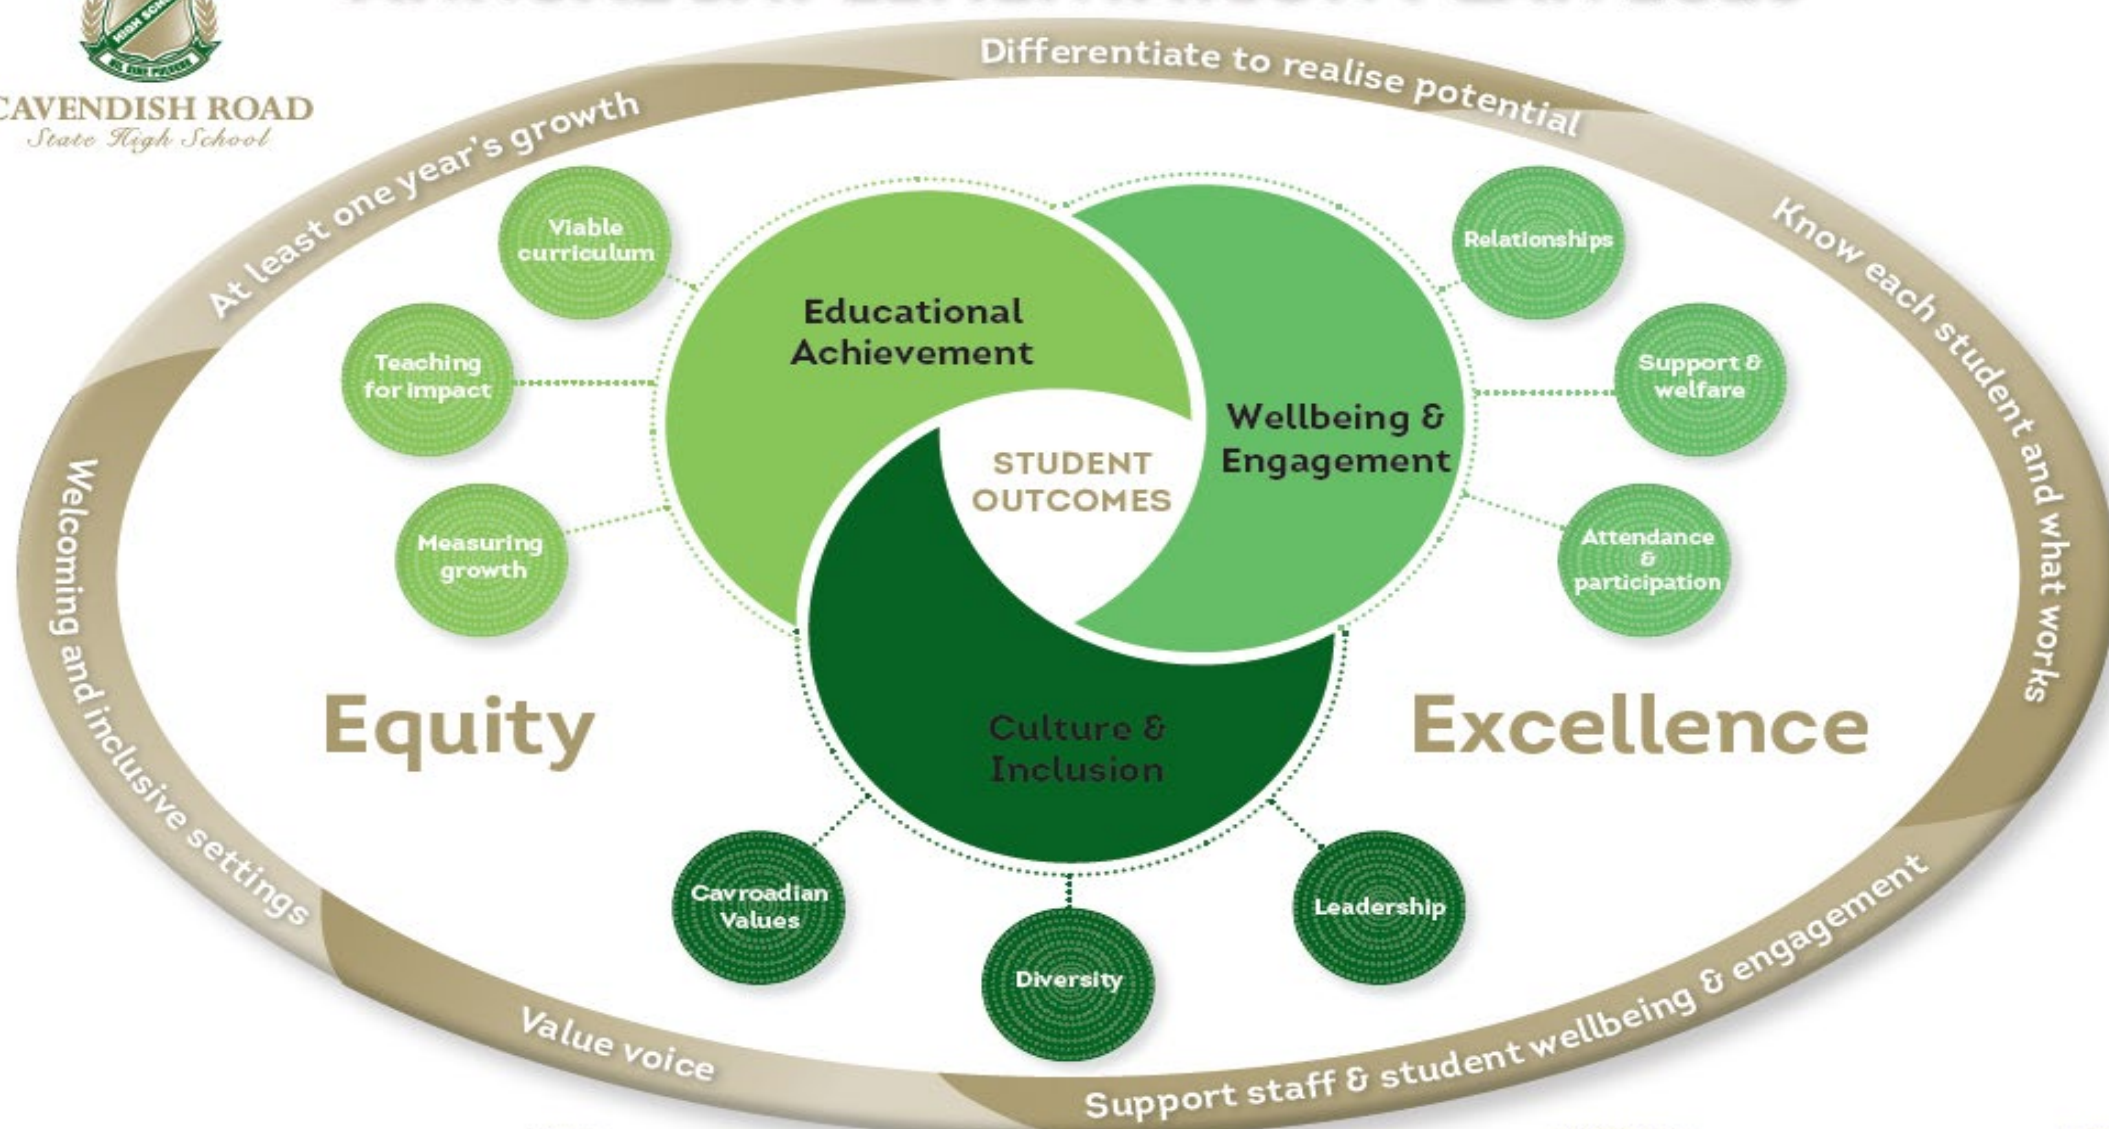 HIGH SCHOOL
CAVENDISH ROAD
State High School
Differentiate to realise potential
At least one year's growth
Know each student and what works
Viable
curriculum
Relationships
Educational
Achievement
Teaching
for impact
Support &
welfare
Wellbeing &
Engagement
STUDENT
OUTCOMES
Measuring
growth
Attendance
&
participation
Welcoming and inclusive settings
Equity
Excellence
Culture &
Inclusion
Cavroadian
Values
Leadership
Diversity
Value voice
Support staff & student wellbeing & engagement